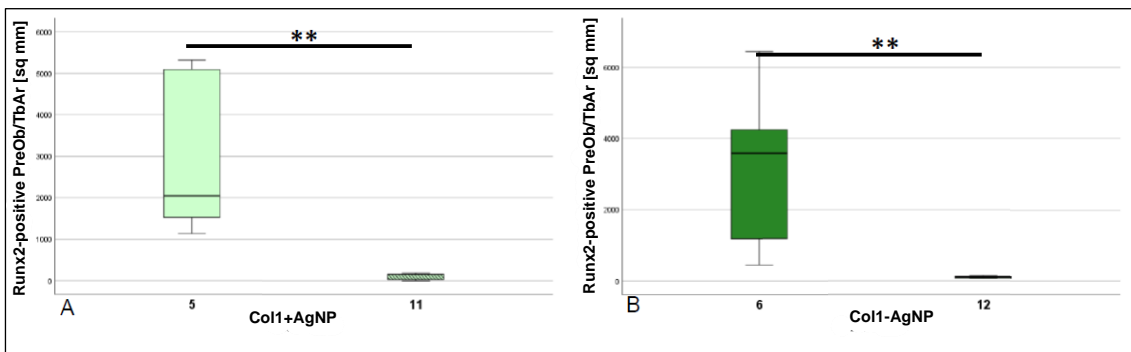 Runx2-positive PreOb/TbAr [sq mm]
6000
5000
4000
3000
2000
1000
0
**
5
11
A
Col1+AgNP
Runx2-positive PreOb/TbAr [sq mm]
6000
4000
2000
0
**
6
12
B
Col1-AgNP